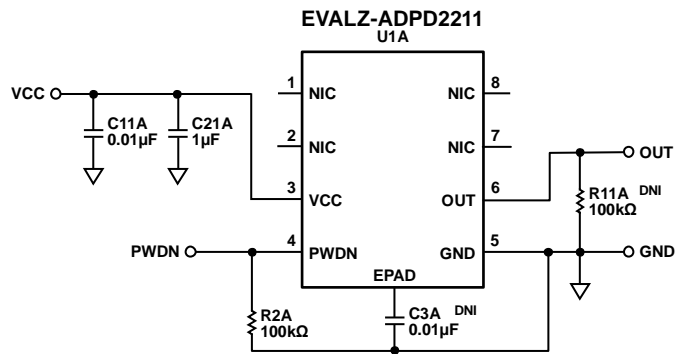 EVALZ-ADPD2211
U1A
VCC
C11A
0.01µF
C21A
1µF
1
NIC
2
NIC
3
VCC
4
PWDN
NIC
8
NIC
7
OUT
6
GND
5
EPAD
OUT
R11A DNI
100kΩ
GND
PWDN
R2A
100kΩ
C3A DNI
0.01µF